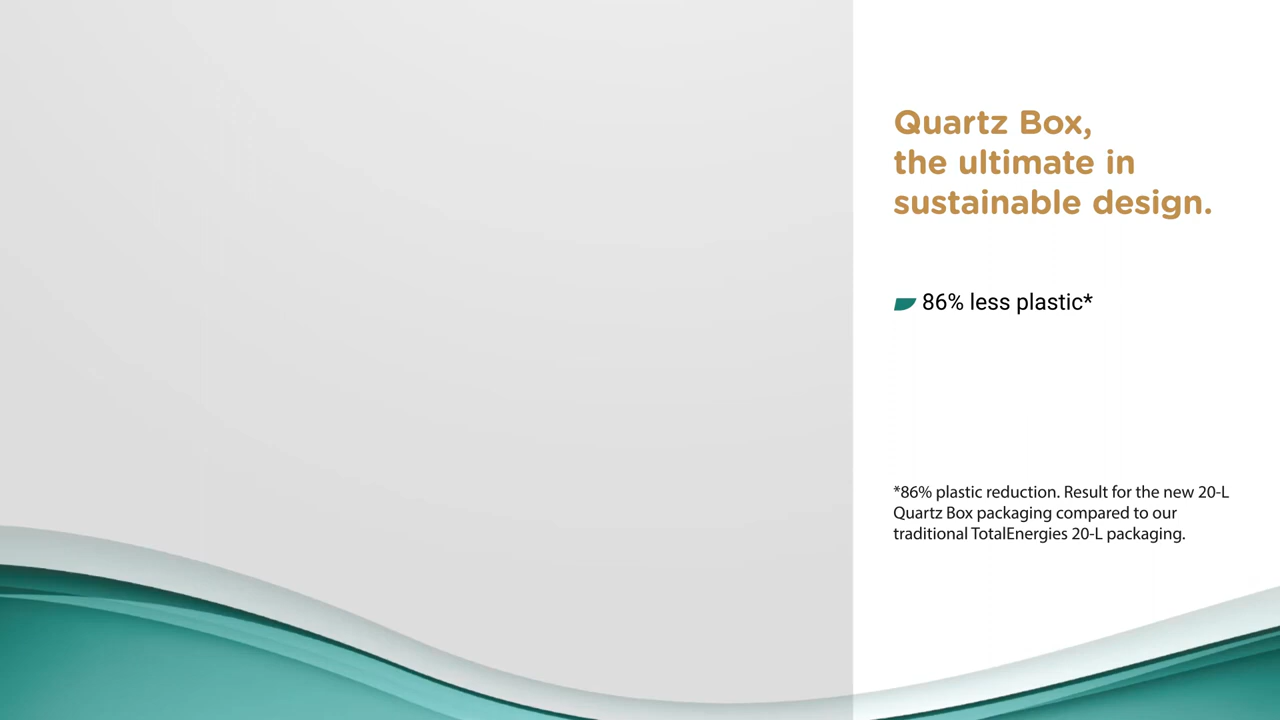 Quartz Box,
the ultimate in
sustainable design.
86% less plastic*
*86% plastic reduction. Result for the new 20-L
Quartz Box packaging compared to our
traditional TotalEnergies 20-L packaging.